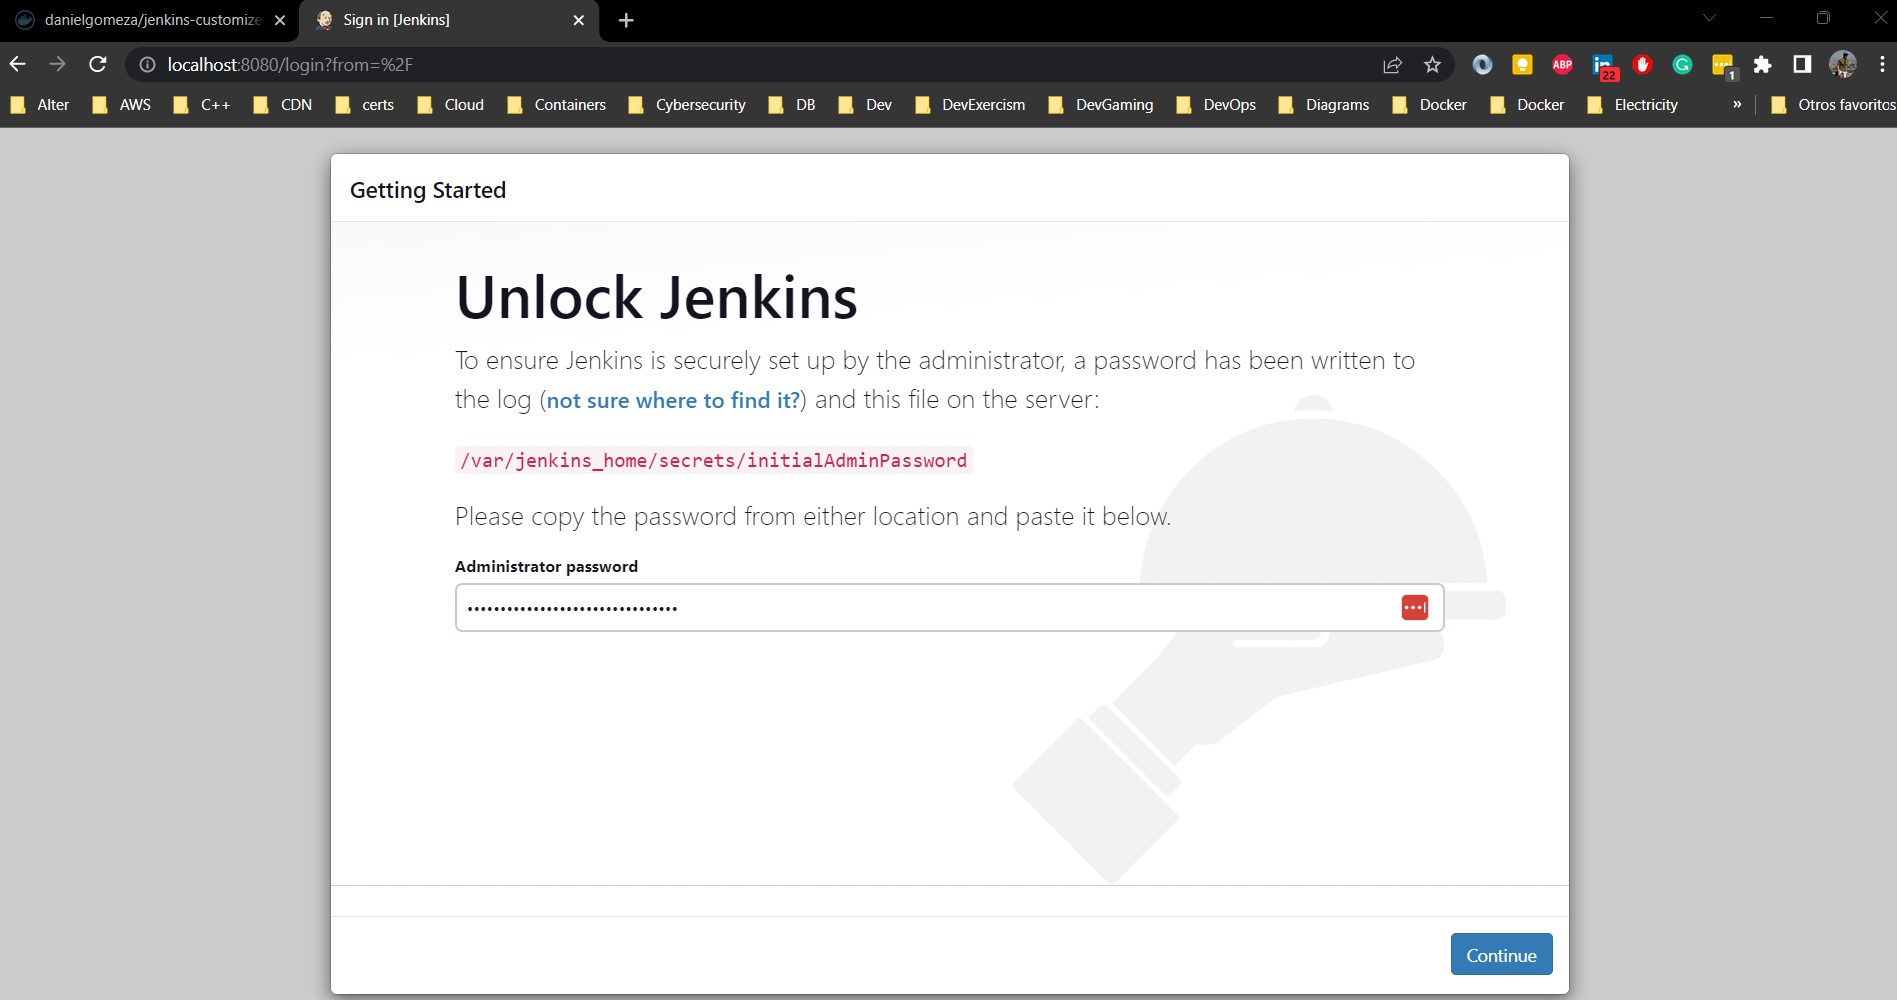 danielgomeza/jenkins-customize
Sign in [Jenkins]
localhost:8080/login?from=%2F
ABP
in
22
1
Alter
AWS
C++
CDN
certs
Cloud
Containers
Cybersecurity
DB
Dev
DevExercism
DevGaming
DevOps
Diagrams
Docker
Docker
Electricity
»
Otros favoritos
Getting Started
Unlock Jenkins
To ensure Jenkins is securely set up by the administrator, a password has been written to
the log (not sure where to find it?) and this file on the server:
/var/jenkins_home/secrets/initialAdminPassword
Please copy the password from either location and paste it below.
Administrator password
••••••••••••••••••••••••••••••••
Continue